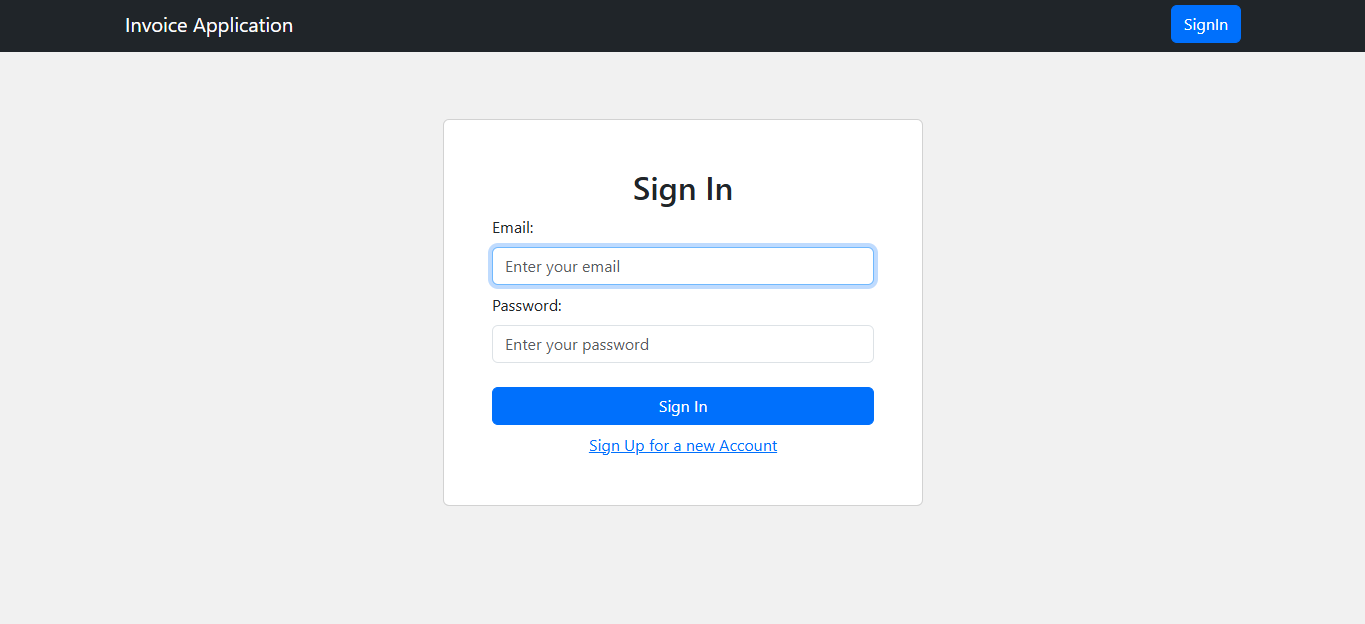 Invoice Application
SignIn
Sign In
Email:
Enter your email
Password:
Enter your password
Sign In
Sign Up for a new Account